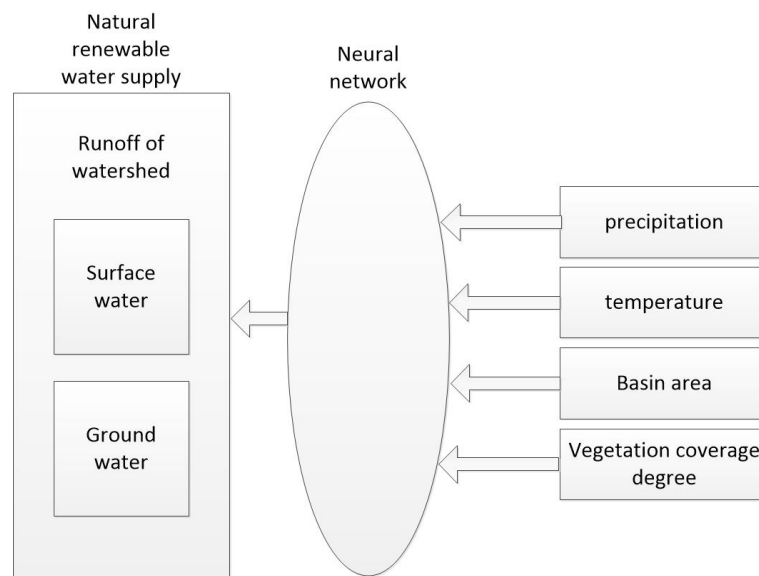 Natural
renewable
water supply
Runoff of
watershed
Surface
water
Ground
water
Neural
network
precipitation
temperature
Basin area
Vegetation coverage
degree